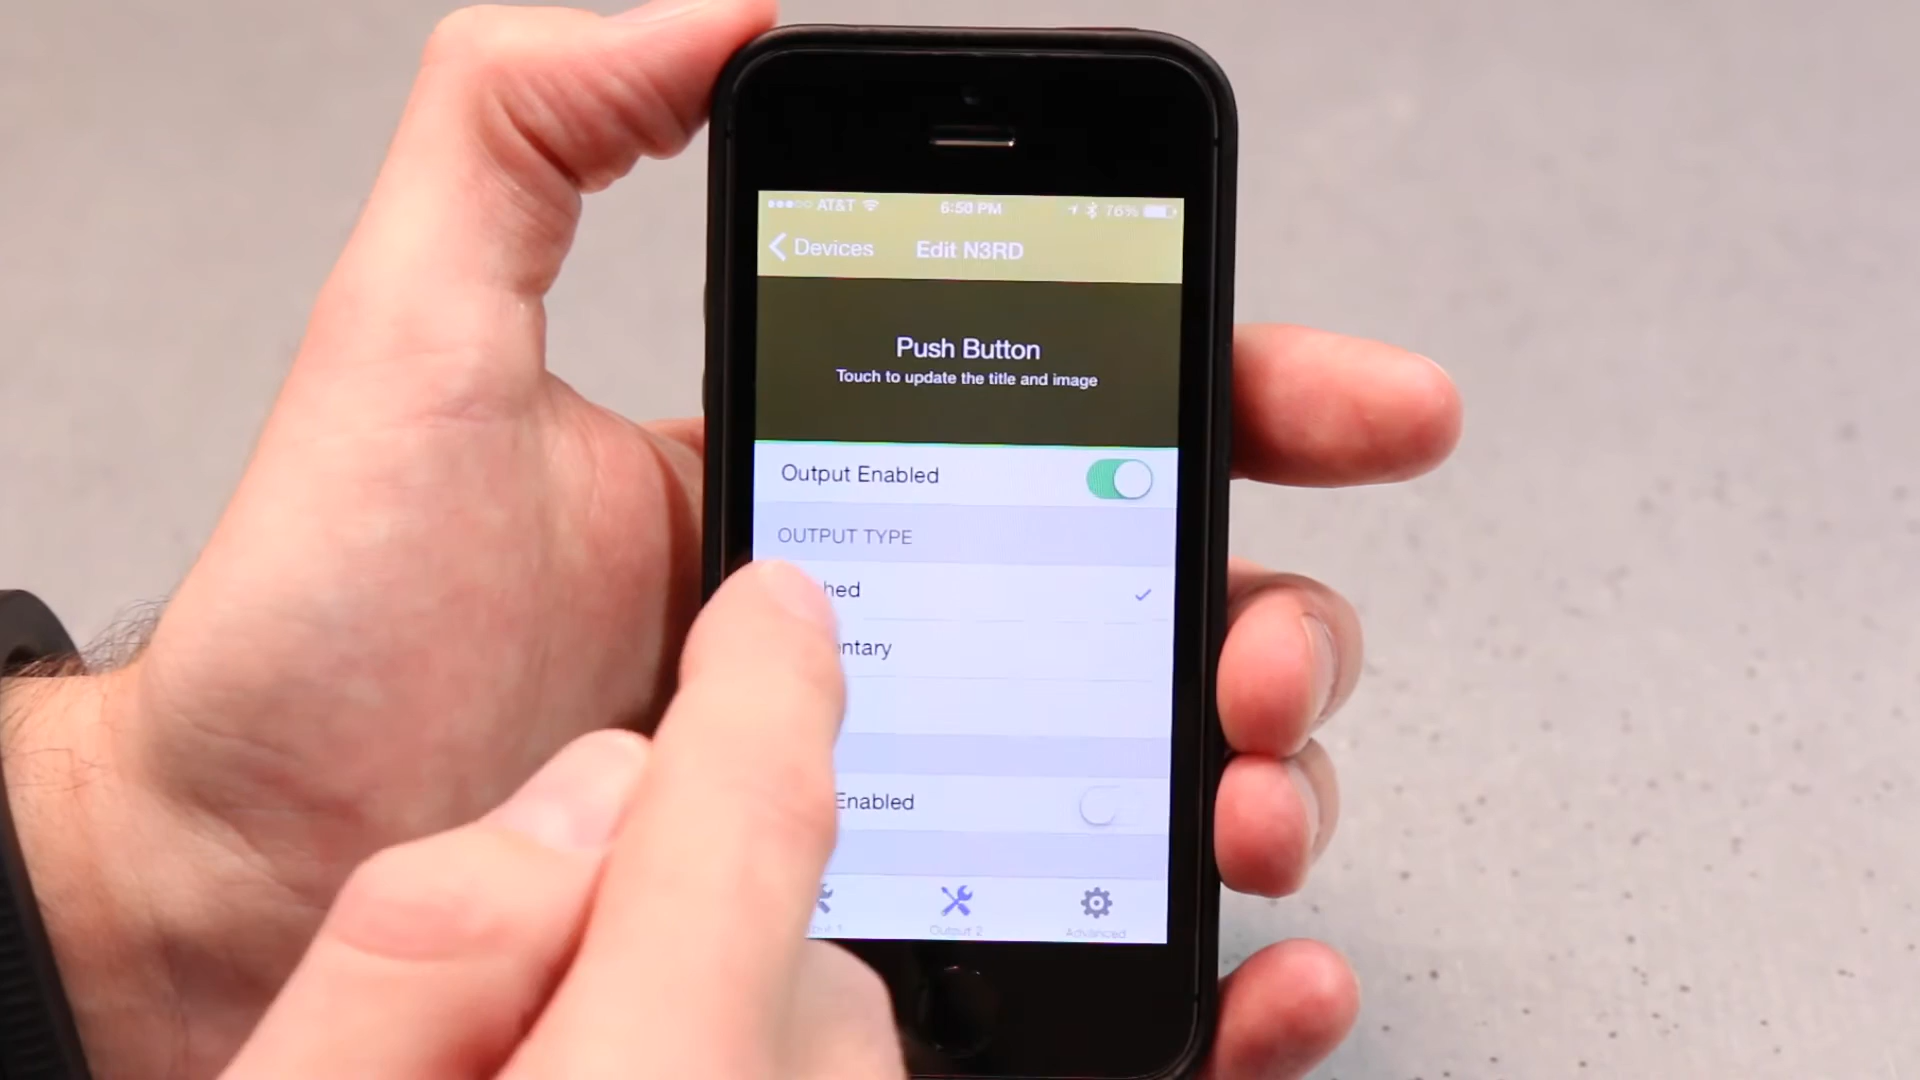 AT&T 6:50 PM 76%
Devices Edit N3RD
Push Button
Touch to update the title and image
Output Enabled
OUTPUT TYPE
hed
entary
Enabled
Output 2 Advanced